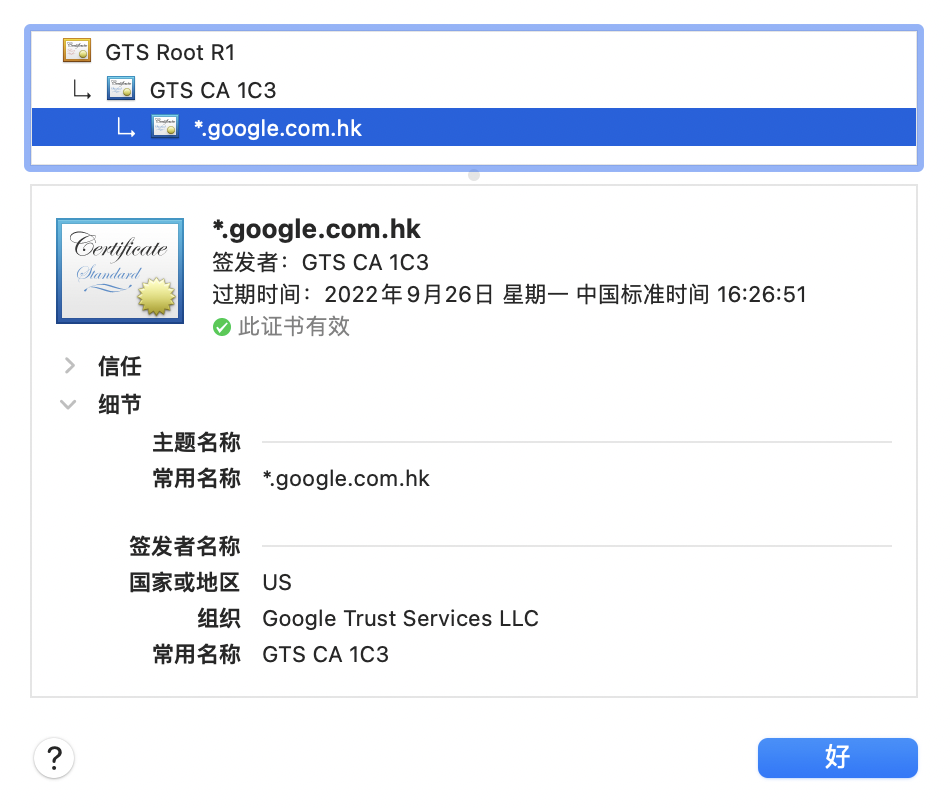 GTS Root R1
GTS CA 1C3
*.google.com.hk
Certificate
Standard
*.google.com.hk
签发者：GTS CA 1C3
过期时间：2022年9月26日 星期一 中国标准时间 16:26:51
此证书有效
信任
细节
主题名称
常用名称 *.google.com.hk
签发者名称
国家或地区 US
组织 Google Trust Services LLC
常用名称 GTS CA 1C3
?
好